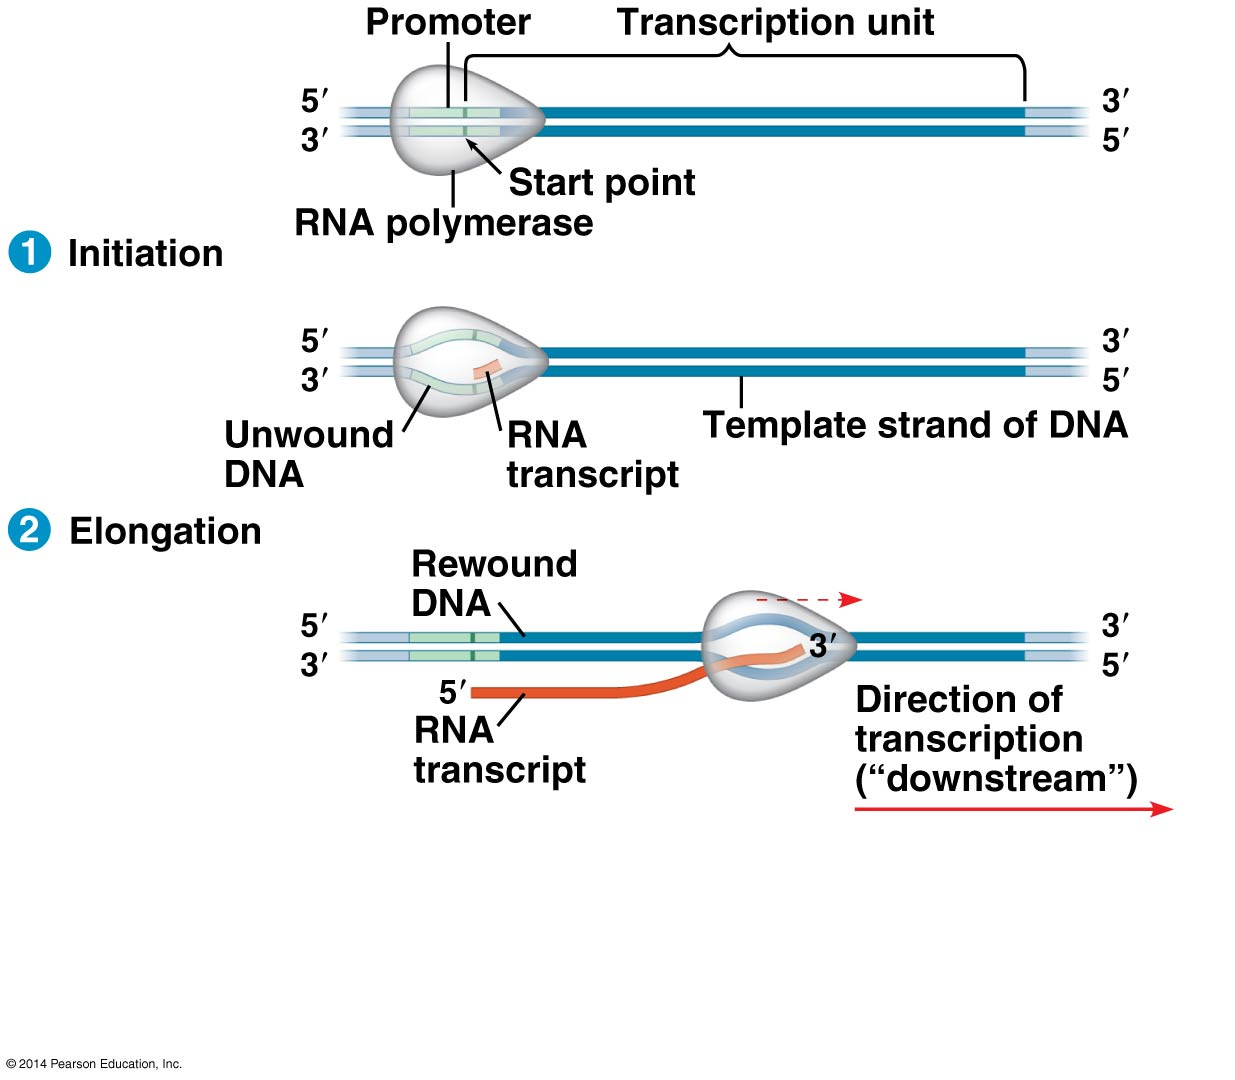 Promoter
Transcription unit
5′
3′
3′
5′
Start point
RNA polymerase
1 Initiation
5′
3′
3′
5′
Unwound
DNA
RNA
transcript
Template strand of DNA
2 Elongation
Rewound
DNA
5′
3′
3′
3′
5′
5′
RNA
transcript
Direction of
transcription
(“downstream”)
© 2014 Pearson Education, Inc.